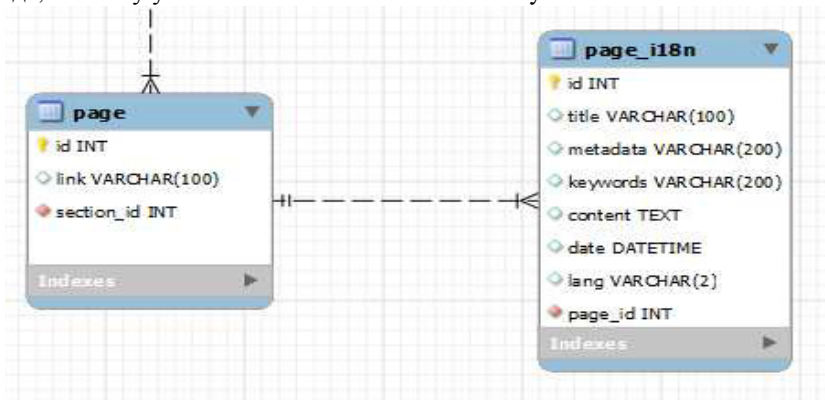 page
id INT
link VARCHAR(100)
section_id INT
Indexes
page_i18n
id INT
title VARCHAR(100)
metadata VARCHAR(200)
keywords VARCHAR(200)
content TEXT
date DATETIME
lang VARCHAR(2)
page_id INT
Indexes